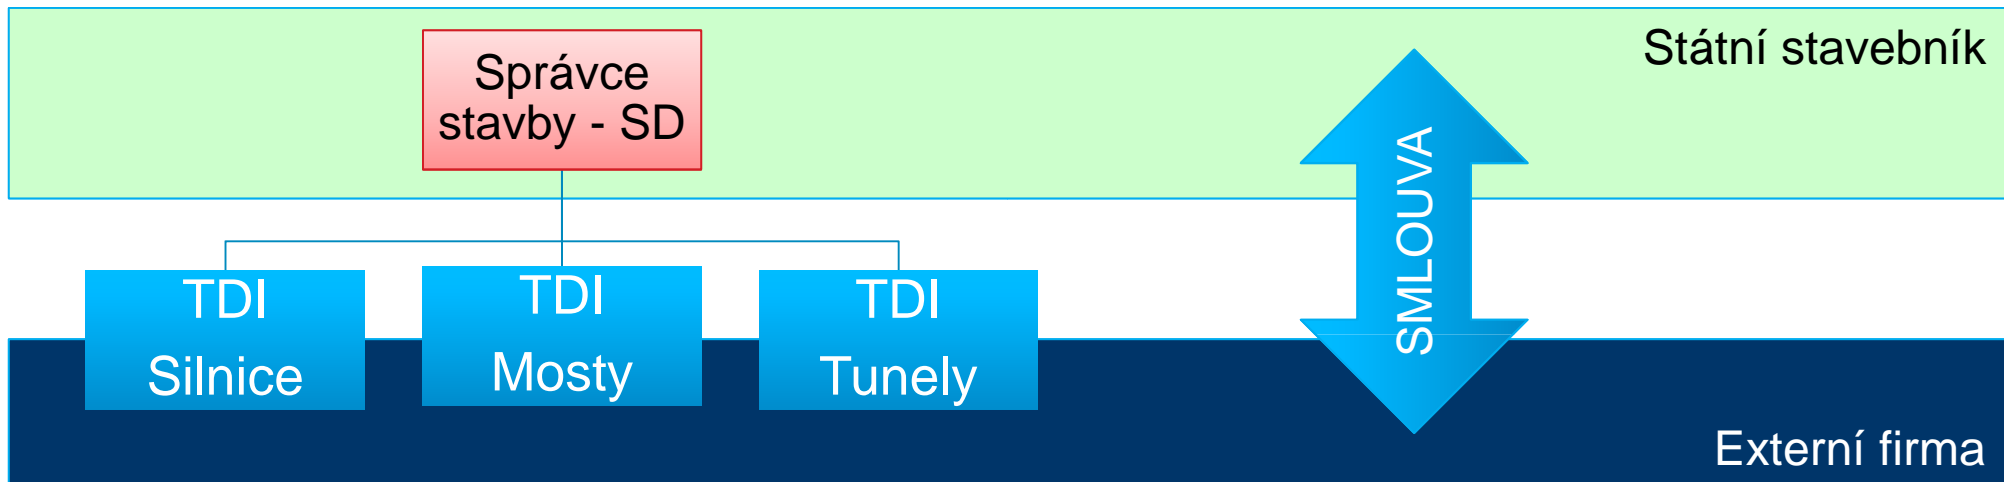 Státní stavebník
Správce
stavby - SD
SMLOUVA
TDI
Silnice
TDI
Mosty
TDI
Tunely
Externí firma